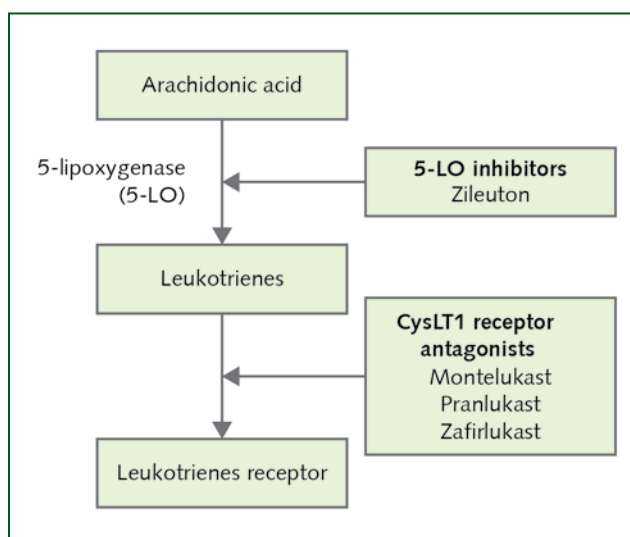 Arachidonic acid
5-lipoxygenase
(5-LO)
5-LO inhibitors
Zileuton
Leukotrienes
CysLT1 receptor
antagonists
Montelukast
Pranlukast
Zafirlukast
Leukotrienes receptor